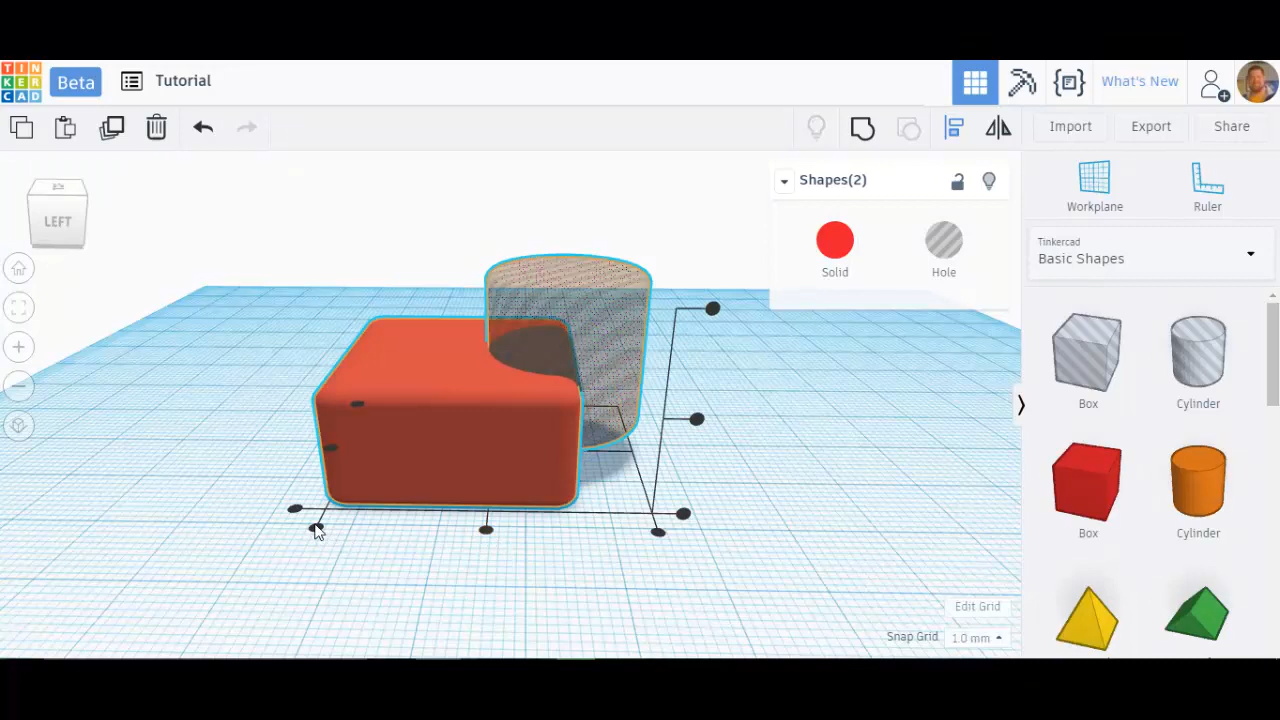 TIN
KER
CAD
Beta
Tutorial
What's New
Import
Export
Share
LEFT
Shapes(2)
Solid
Hole
Workplane
Ruler
Tinkercad
Basic Shapes
Box
Cylinder
Box
Cylinder
Edit Grid
Snap Grid
1.0 mm